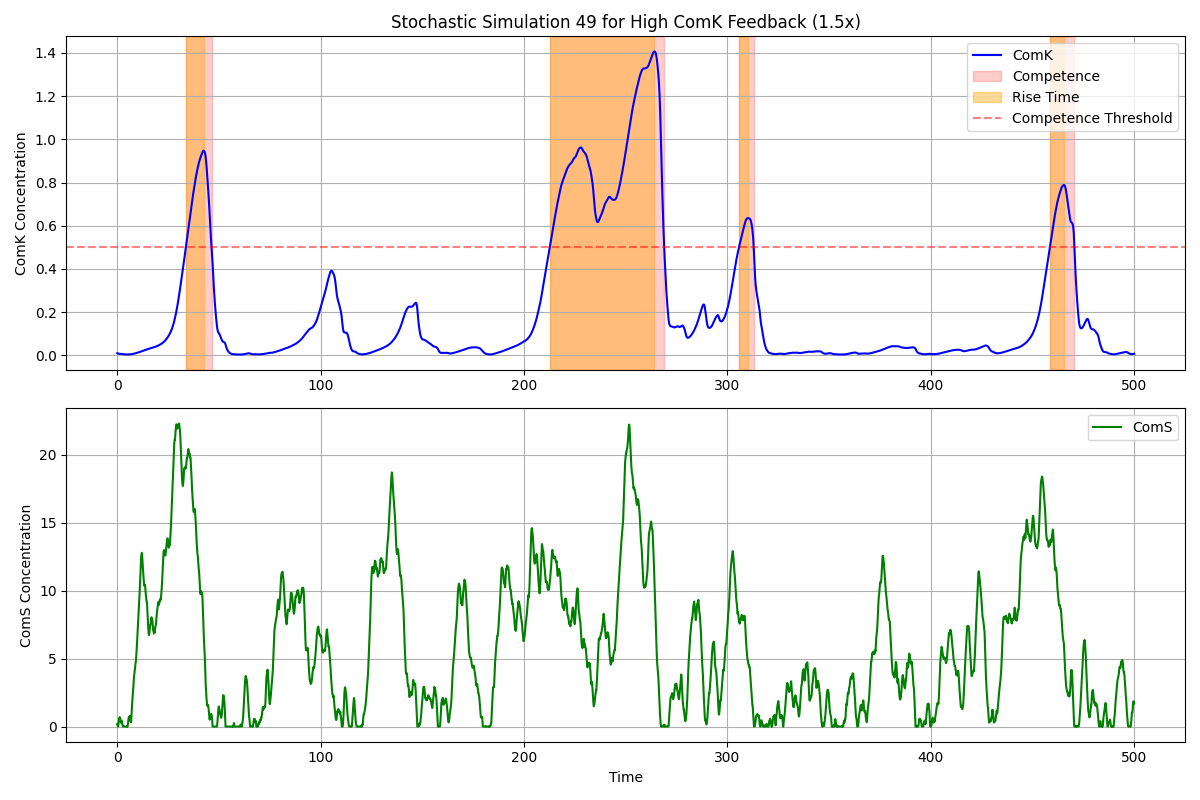 Stochastic Simulation 49 for High ComK Feedback (1.5x)
ComK Concentration
1.4
1.2
1.0
0.8
0.6
0.4
0.2
0.0
ComK
Competence
Rise Time
Competence Threshold
0 100 200 300 400 500
ComS Concentration
20
15
10
5
0
ComS
0 100 200 300 400 500
Time